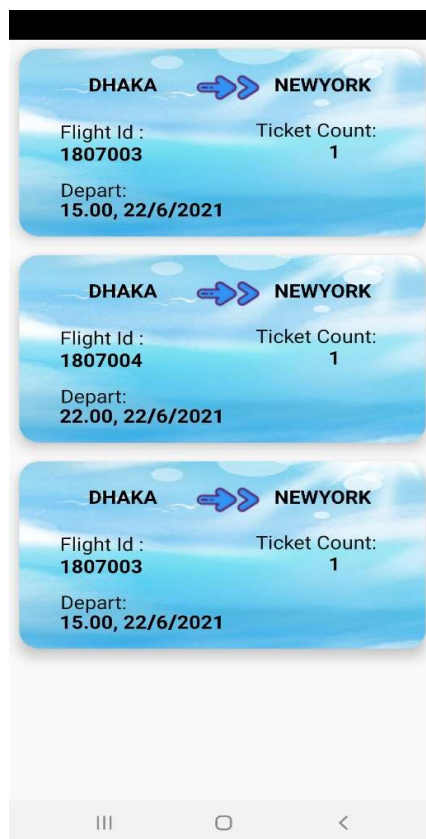 DHAKA NEWYORK
Flight Id : Ticket Count:
1807003 1
Depart:
15.00, 22/6/2021
DHAKA NEWYORK
Flight Id : Ticket Count:
1807004 1
Depart:
22.00, 22/6/2021
DHAKA NEWYORK
Flight Id : Ticket Count:
1807003 1
Depart:
15.00, 22/6/2021